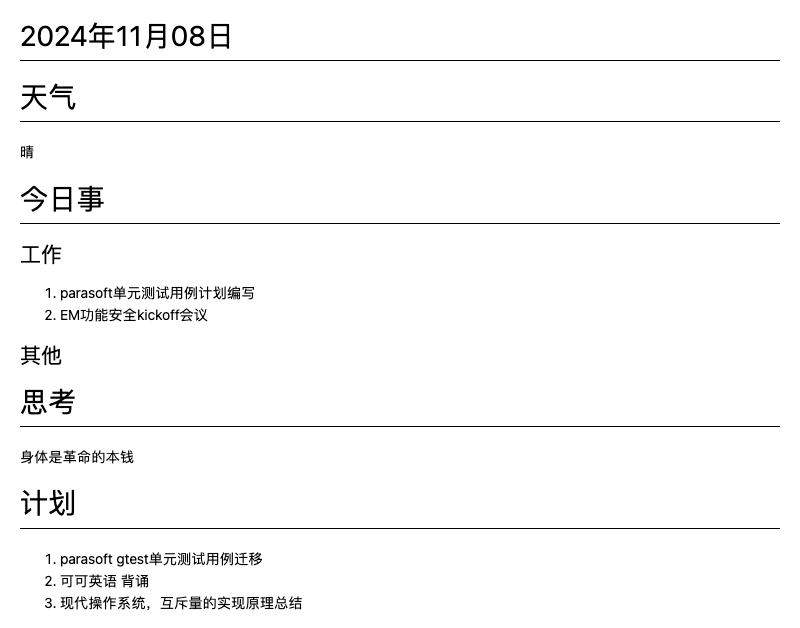 2024年11月08日
天气
晴
今日事
工作
1. parasoft单元测试用例计划编写
2. EM功能安全kickoff会议
其他
思考
身体是革命的本钱
计划
1. parasoft gtest单元测试用例迁移
2. 可可英语 背诵
3. 现代操作系统，互斥量的实现原理总结